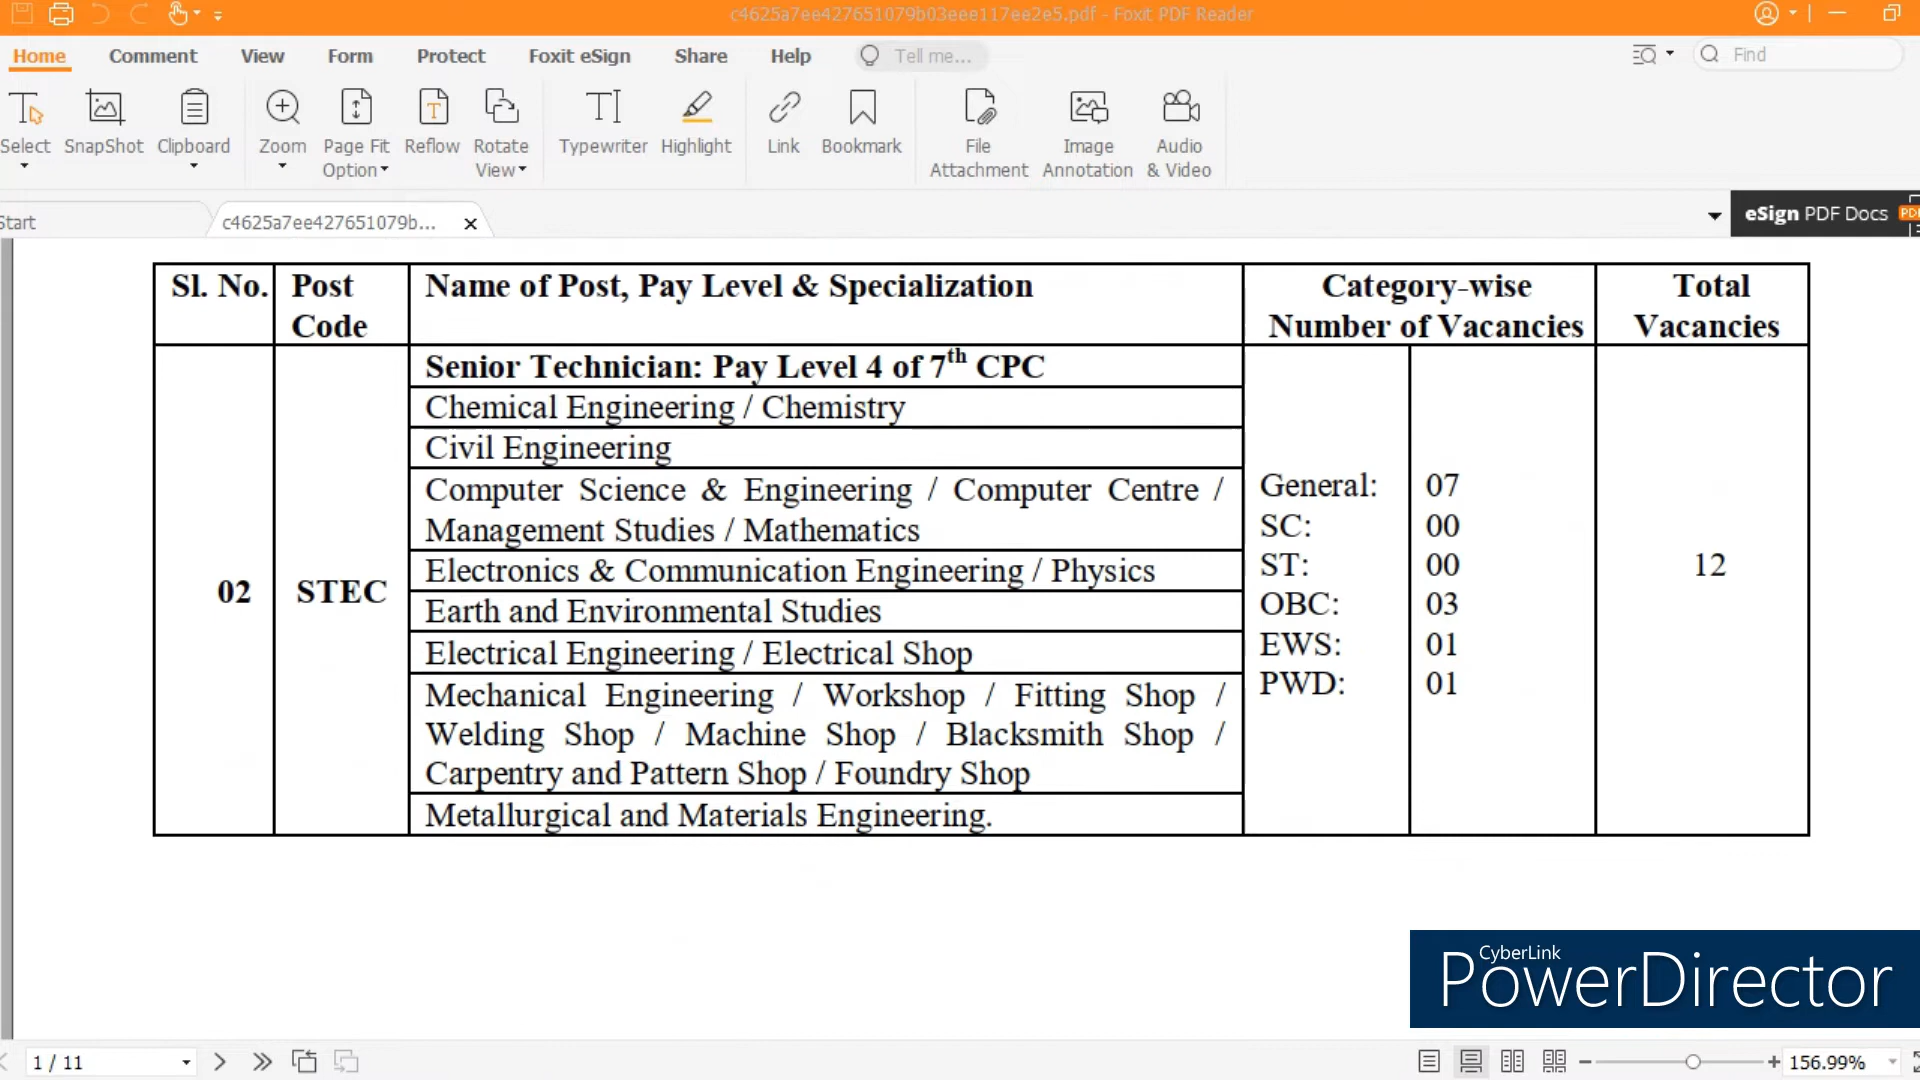 c4625a7ee427651079b03eee117ee2e5.pdf - Foxit PDF Reader
Home Comment View Form Protect Foxit eSign Share Help Tell me... Find
Select SnapShot Clipboard Zoom Page Fit Option Reflow Rotate View Typewriter Highlight Link Bookmark File Attachment Image Annotation Audio & Video
Start c4625a7ee427651079b... eSign PDF Docs
Sl. No. Post Code Name of Post, Pay Level & Specialization Category-wise Number of Vacancies Total Vacancies
02 STEC
Senior Technician: Pay Level 4 of 7th CPC
Chemical Engineering / Chemistry
Civil Engineering
Computer Science & Engineering / Computer Centre /
Management Studies / Mathematics
Electronics & Communication Engineering / Physics
Earth and Environmental Studies
Electrical Engineering / Electrical Shop
Mechanical Engineering / Workshop / Fitting Shop /
Welding Shop / Machine Shop / Blacksmith Shop /
Carpentry and Pattern Shop / Foundry Shop
Metallurgical and Materials Engineering.
General: 07
SC: 00
ST: 00
OBC: 03
EWS: 01
PWD: 01
12
CyberLink
PowerDirector
1 / 11 156.99%